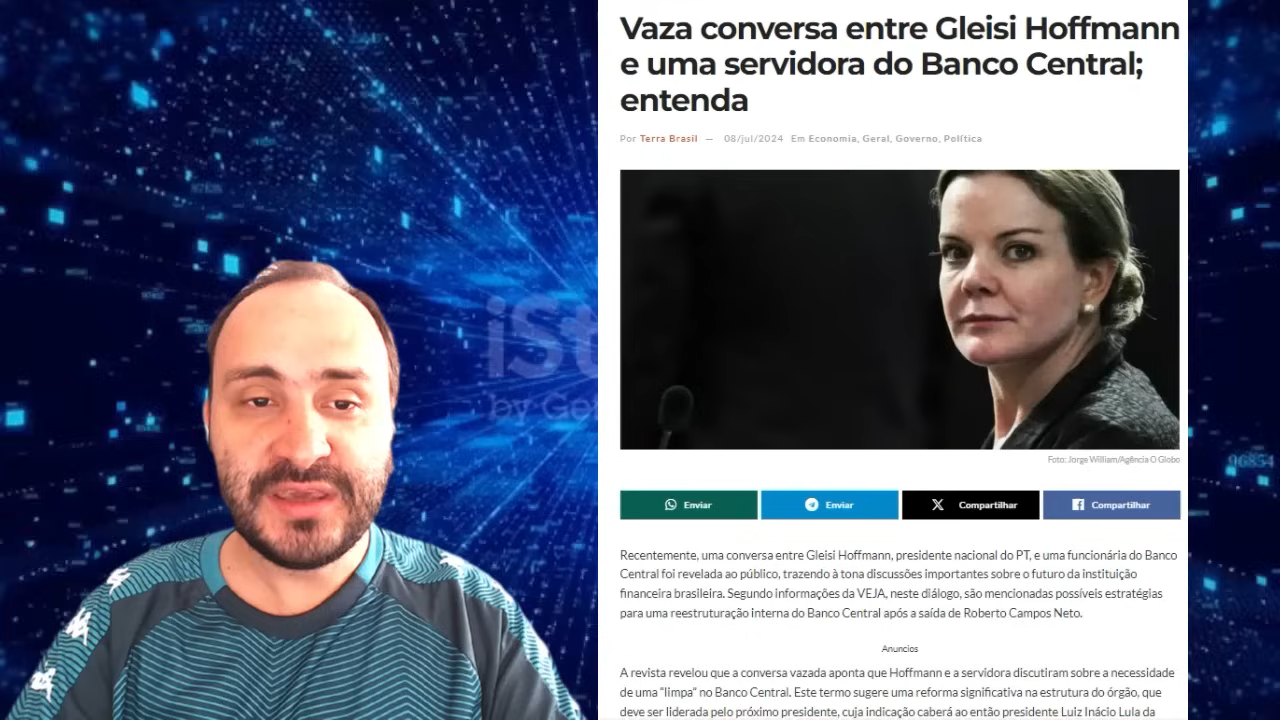 Vaza conversa entre Gleisi Hoffmann
e uma servidora do Banco Central;
entenda
Por Terra Brasil — 08/jul/2024 Em Economia, Geral, Governo, Política
Foto: Jorge William/Agência O Globo
Enviar
Enviar
Compartilhar
Compartilhar
Recentemente, uma conversa entre Gleisi Hoffmann, presidente nacional do PT, e uma funcionária do Banco
Central foi revelada ao público, trazendo à tona discussões importantes sobre o futuro da instituição
financeira brasileira. Segundo informações da VEJA, neste diálogo, são mencionadas possíveis estratégias
para uma reestruturação interna do Banco Central após a saída de Roberto Campos Neto.
Anuncios
A revista revelou que a conversa vazada aponta que Hoffmann e a servidora discutiram sobre a necessidade
de uma "limpa" no Banco Central. Este termo sugere uma reforma significativa na estrutura do órgão, que
deve ser liderada pelo próximo presidente, cuja indicação caberá ao então presidente Luiz Inácio Lula da
iSt
by Ge
96854